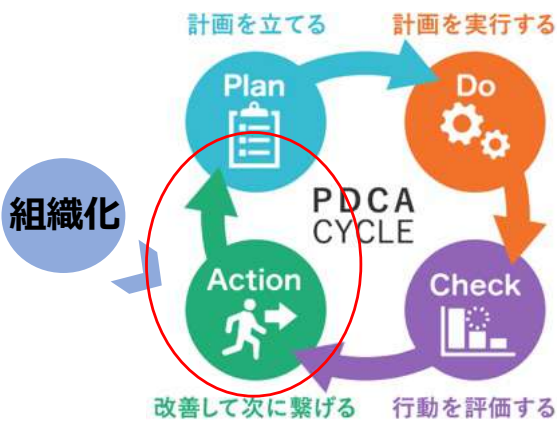 計画を立てる
計画を実行する
Plan
Do
組織化
PDCA
CYCLE
Action
Check
改善して次に繋げる
行動を評価する